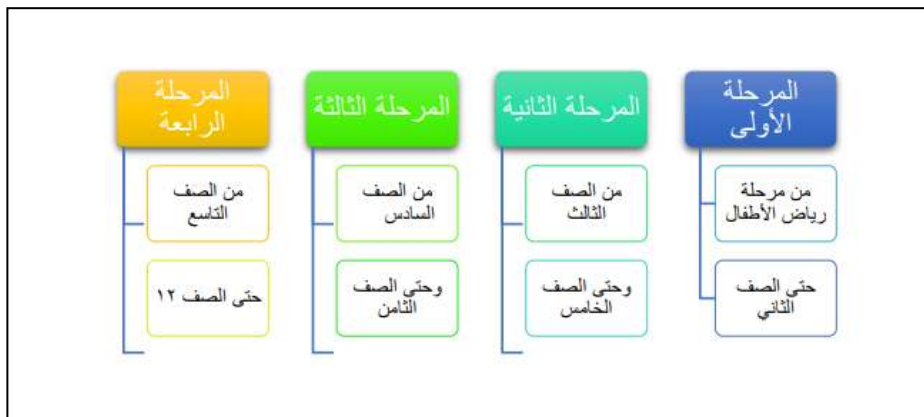 المرحلة
الأولى
من مرحلة
رياض الأطفال
حتى الصف
الثاني
المرحلة الثانية
من الصف
الثالث
وحتى الصف
الخامس
المرحلة الثالثة
من الصف
السادس
وحتى الصف
الثامن
المرحلة
الرابعة
من الصف
التاسع
حتى الصف ١٢